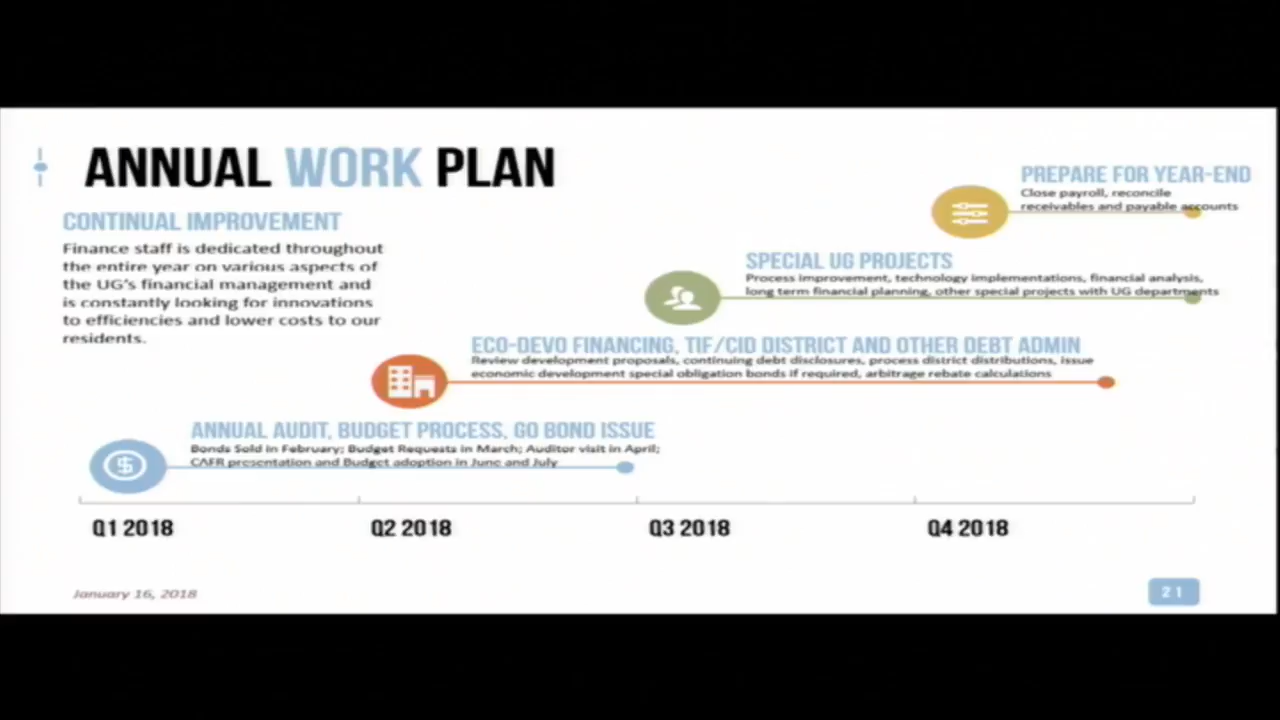 ANNUAL WORK PLAN
CONTINUAL IMPROVEMENT
Finance staff is dedicated throughout
the entire year on various aspects of
the UG's financial management and
is constantly looking for innovations
to efficiencies and lower costs to our
residents.
PREPARE FOR YEAR-END
Close payroll, reconcile
receivables and payable accounts
SPECIAL UG PROJECTS
Process improvement, technology implementations, financial analysis,
long term financial planning, other special projects with UG departments
ECO-DEVO FINANCING, TIF/CID DISTRICT AND OTHER DEBT ADMIN
Review development proposals, continuing debt disclosures, process district distributions, issue
economic development special obligation bonds if required, arbitrage rebate calculations
ANNUAL AUDIT, BUDGET PROCESS, GO BOND ISSUE
Bonds Sold in February; Budget Requests in March; Auditor visit in April;
CAFR presentation and Budget adoption in June and July
$
Q1 2018 Q2 2018 Q3 2018 Q4 2018
January 16, 2018
21